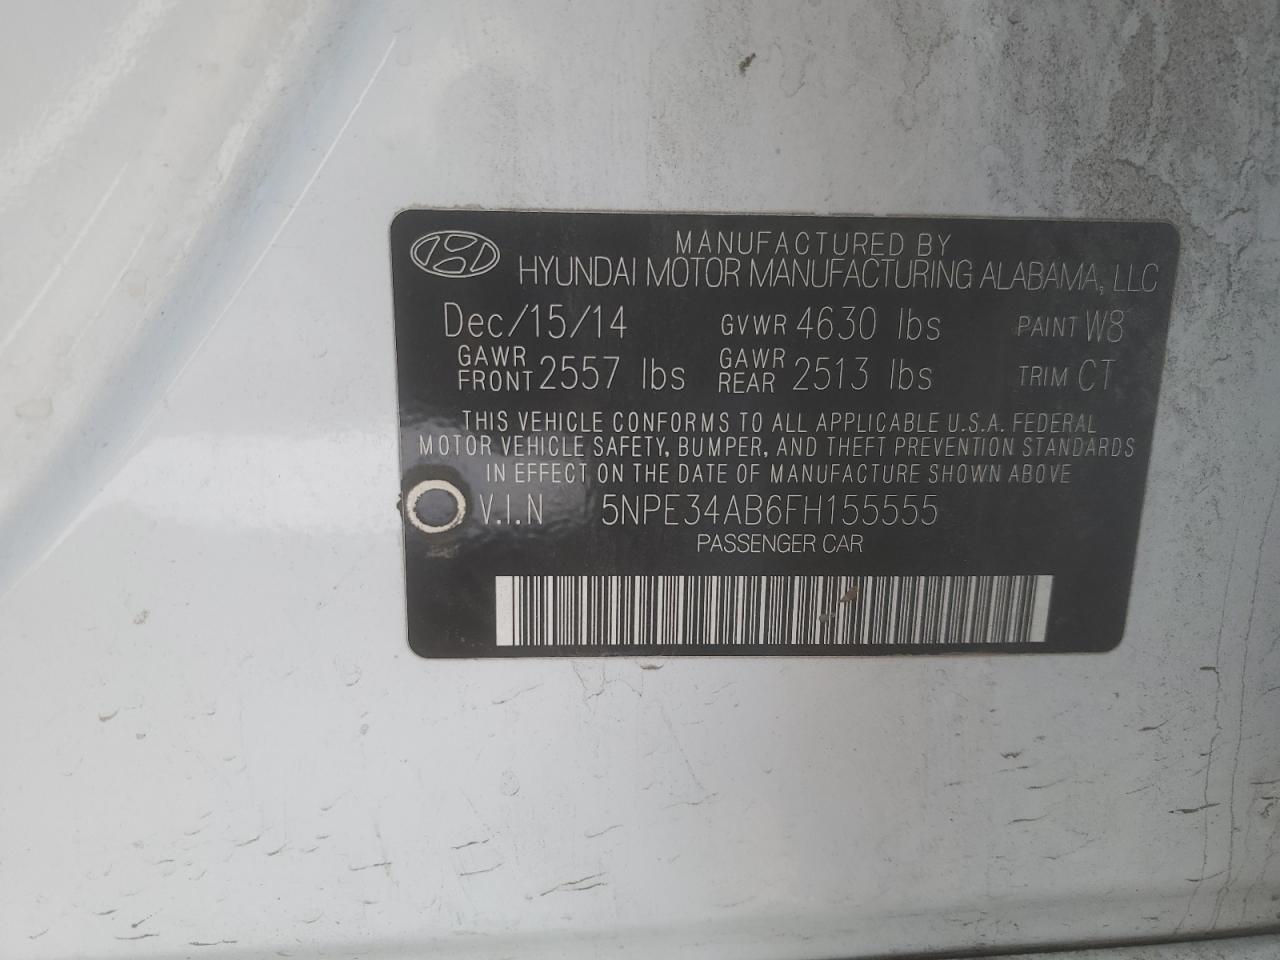 MANUFACTURED BY
HYUNDAI MOTOR MANUFACTURING ALABAMA, LLC
Dec/15/14 GVWR 4630 lbs PAINT W8
GAWR FRONT 2557 lbs GAWR REAR 2513 lbs TRIM CT
THIS VEHICLE CONFORMS TO ALL APPLICABLE U.S.A. FEDERAL
MOTOR VEHICLE SAFETY, BUMPER, AND THEFT PREVENTION STANDARDS
IN EFFECT ON THE DATE OF MANUFACTURE SHOWN ABOVE
V.I.N 5NPE34AB6FH155555
PASSENGER CAR